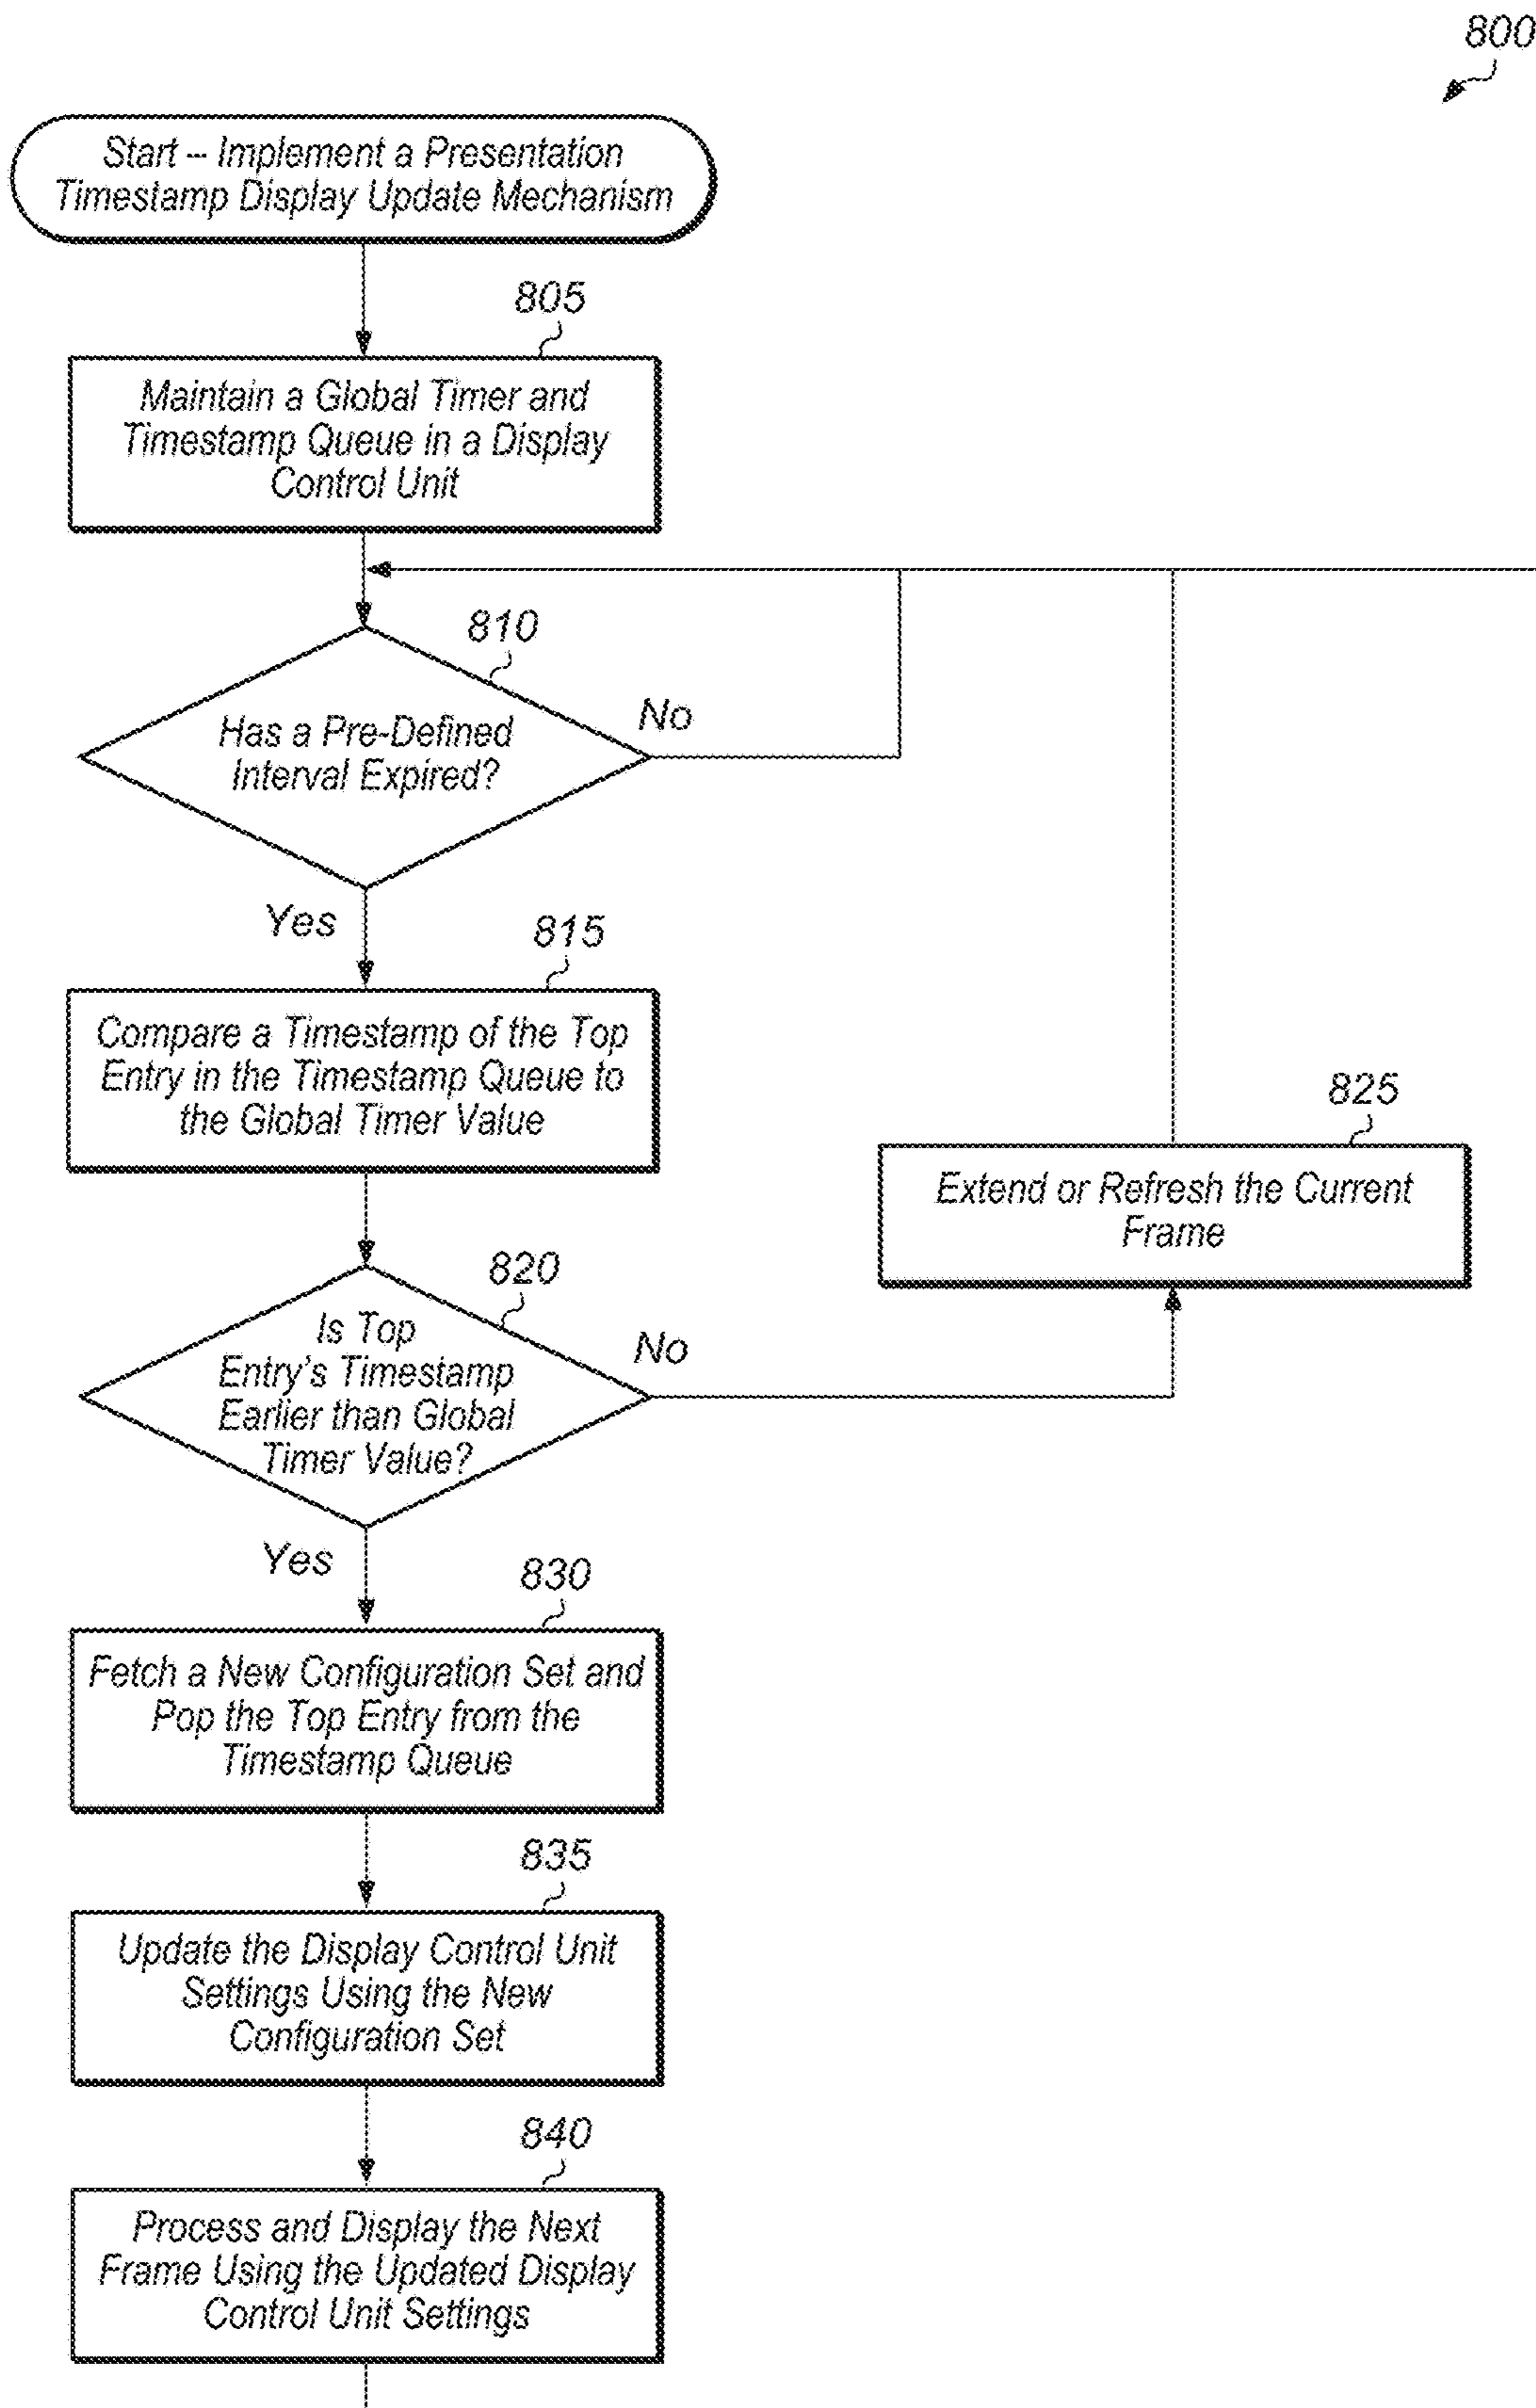 800
Start – Implement a Presentation
Timestamp Display Update Mechanism
805
Maintain a Global Timer and
Timestamp Queue in a Display
Control Unit
810
Has a Pre-Defined
Interval Expired?
No
Yes
815
Compare a Timestamp of the Top
Entry in the Timestamp Queue to
the Global Timer Value
825
Extend or Refresh the Current
Frame
820
Is Top
Entry's Timestamp
Earlier than Global
Timer Value?
No
Yes
830
Fetch a New Configuration Set and
Pop the Top Entry from the
Timestamp Queue
835
Update the Display Control Unit
Settings Using the New
Configuration Set
840
Process and Display the Next
Frame Using the Updated Display
Control Unit Settings